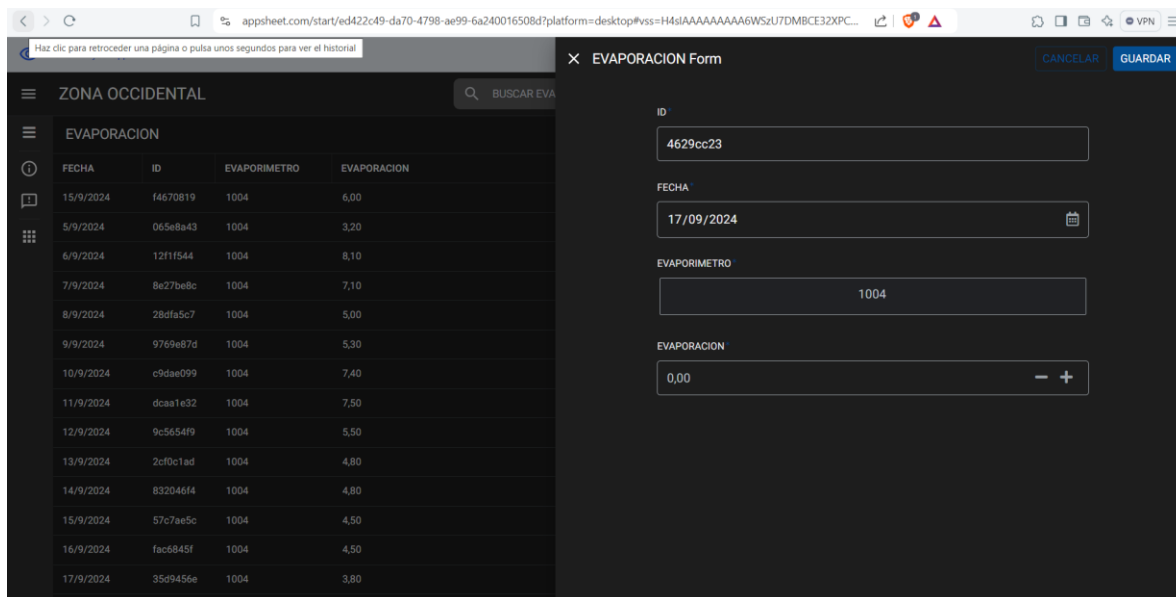 appsheet.com/start/ed422c49-da70-4798-ae99-6a240016508d?platform=desktop#vss=H4sIAAAAAAAAA6WSzU7DMBCE32XPC...
VPN
Haz clic para retroceder una página o pulsa unos segundos para ver el historial
ZONA OCCIDENTAL
BUSCAR EVA
EVAPORACION
FECHA ID EVAPORIMETRO EVAPORACION
15/9/2024 f4670819 1004 6,00
5/9/2024 065e8a43 1004 3,20
6/9/2024 12f1f544 1004 8,10
7/9/2024 8e27be8c 1004 7,10
8/9/2024 28dfa5c7 1004 5,00
9/9/2024 9769e87d 1004 5,30
10/9/2024 c9dae099 1004 7,40
11/9/2024 dcaa1e32 1004 7,50
12/9/2024 9c5654f9 1004 5,50
13/9/2024 2cf0c1ad 1004 4,80
14/9/2024 832046f4 1004 4,80
15/9/2024 57c7ae5c 1004 4,50
16/9/2024 fac6845f 1004 4,50
17/9/2024 35d9456e 1004 3,80
EVAPORACION Form
CANCELAR
GUARDAR
ID*
4629cc23
FECHA*
17/09/2024
EVAPORIMETRO*
1004
EVAPORACION*
0,00